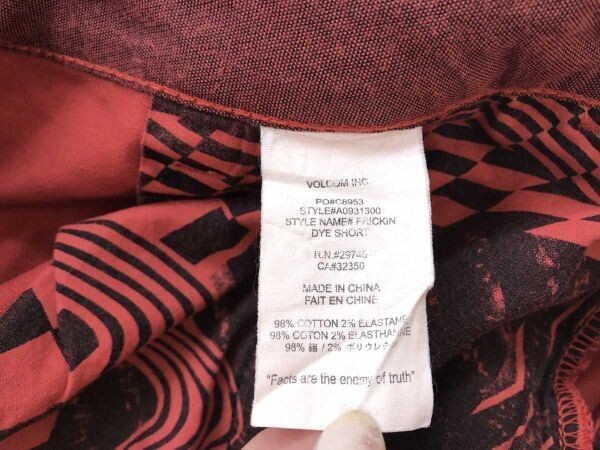 VOLCOM INC.
PO#C8953
STYLE#A0931300
STYLE NAME# FRICKIN
DYE SHORT
R.N.#29745
CA#32350
MADE IN CHINA
FAIT EN CHINE
98% COTTON 2% ELASTANE
98% COTON 2% ELASTHANNE
98% 綿 / 2% ポリウレタン
"Facts are the enemy of truth"